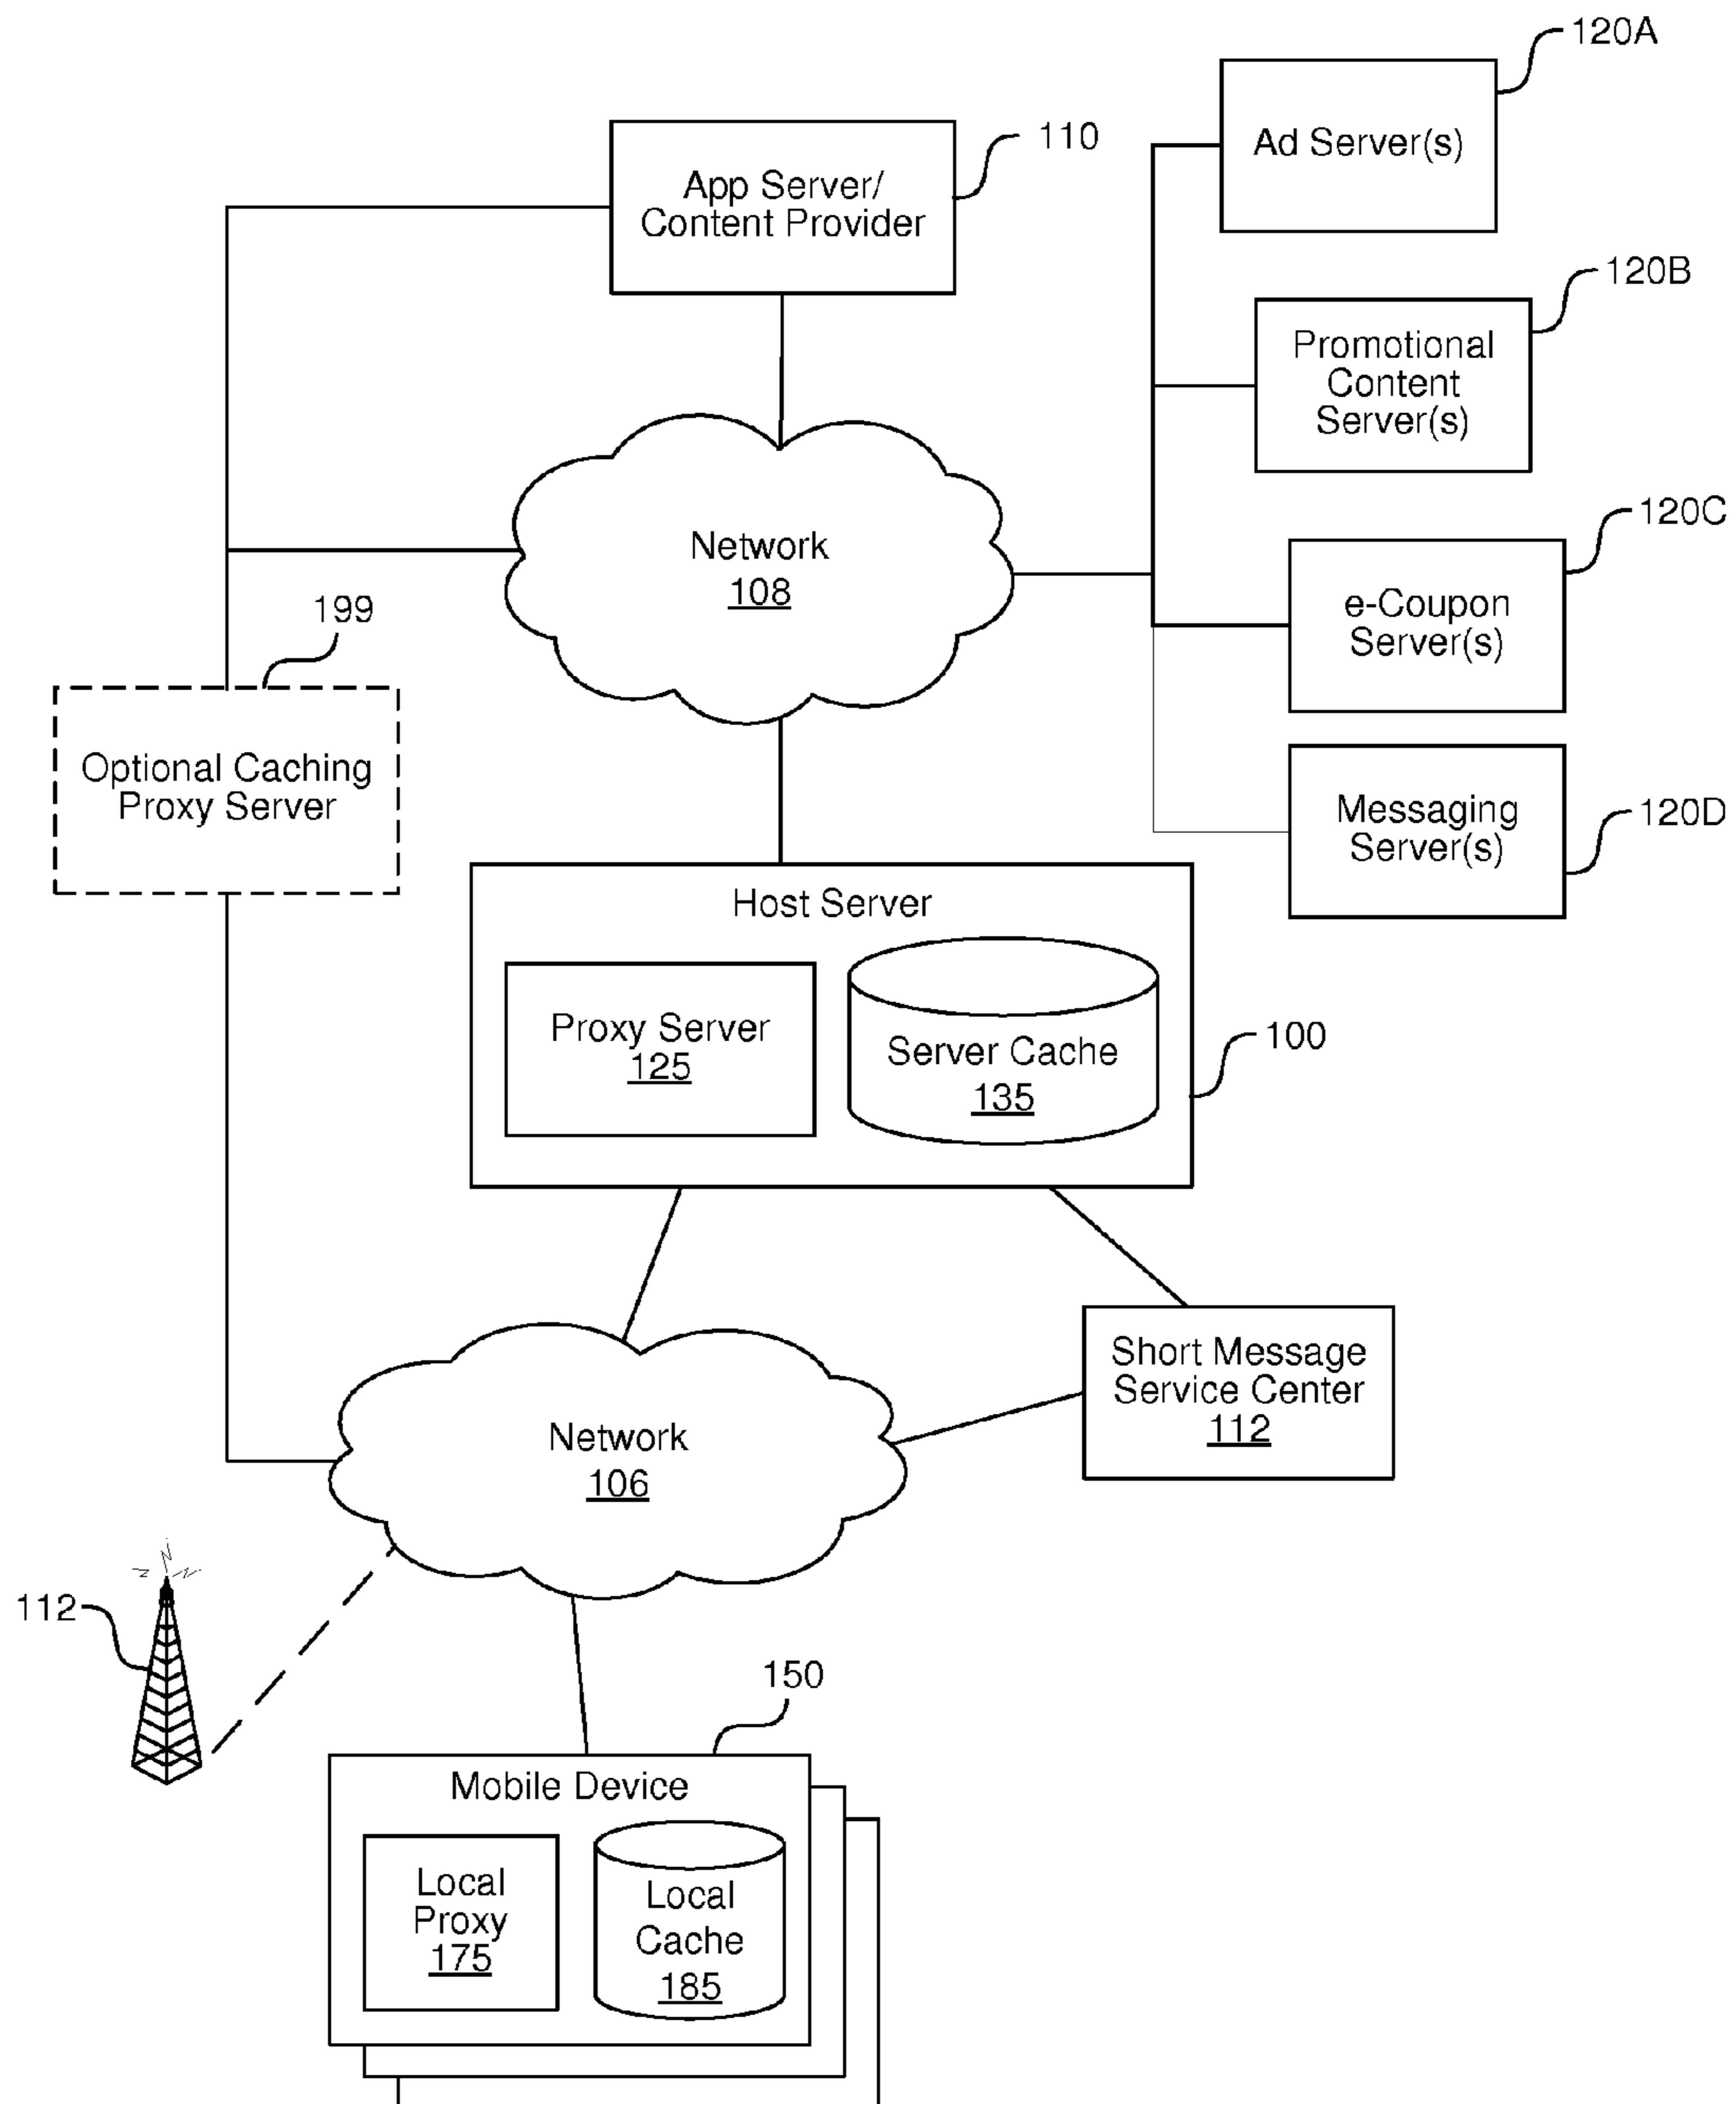 120A
Ad Server(s)
110
App Server/
Content Provider
120B
Promotional
Content
Server(s)
120C
e-Coupon
Server(s)
Network
108
199
Optional Caching
Proxy Server
Messaging
Server(s)
120D
Host Server
Proxy Server
125
Server Cache
135
100
Short Message
Service Center
112
Network
106
112
150
Mobile Device
Local
Proxy
175
Local
Cache
185